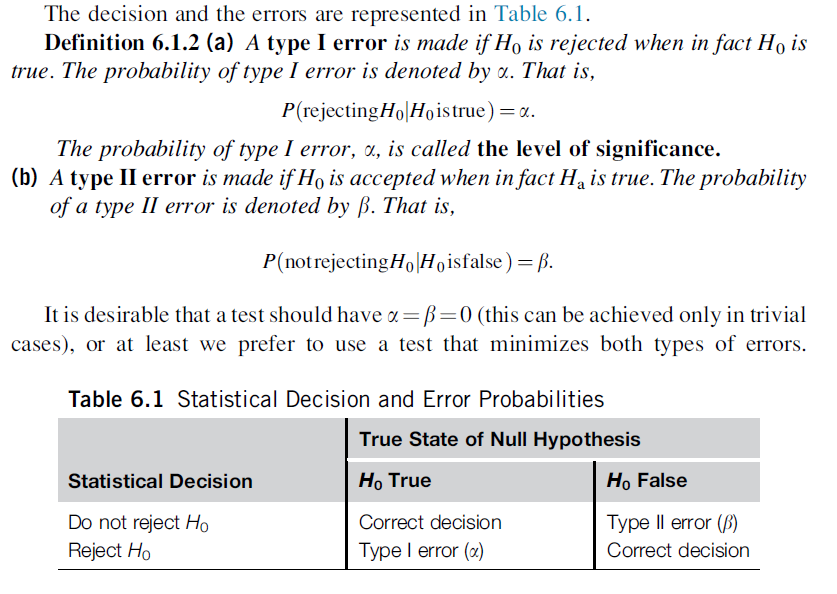 The decision and the errors are represented in Table 6.1.
Definition 6.1.2 (a) A type I error is made if H₀ is rejected when in fact H₀ is
true. The probability of type I error is denoted by α. That is,
P(rejectingH₀|H₀istrue) = α.
The probability of type I error, α, is called the level of significance.
(b) A type II error is made if H₀ is accepted when in fact Hₐ is true. The probability
of a type II error is denoted by β. That is,
P(notrejectingH₀|H₀isfalse) = β.
It is desirable that a test should have α = β = 0 (this can be achieved only in trivial
cases), or at least we prefer to use a test that minimizes both types of errors.
Table 6.1 Statistical Decision and Error Probabilities
True State of Null Hypothesis
Statistical Decision H₀ True H₀ False
Do not reject H₀ Correct decision Type II error (β)
Reject H₀ Type I error (α) Correct decision